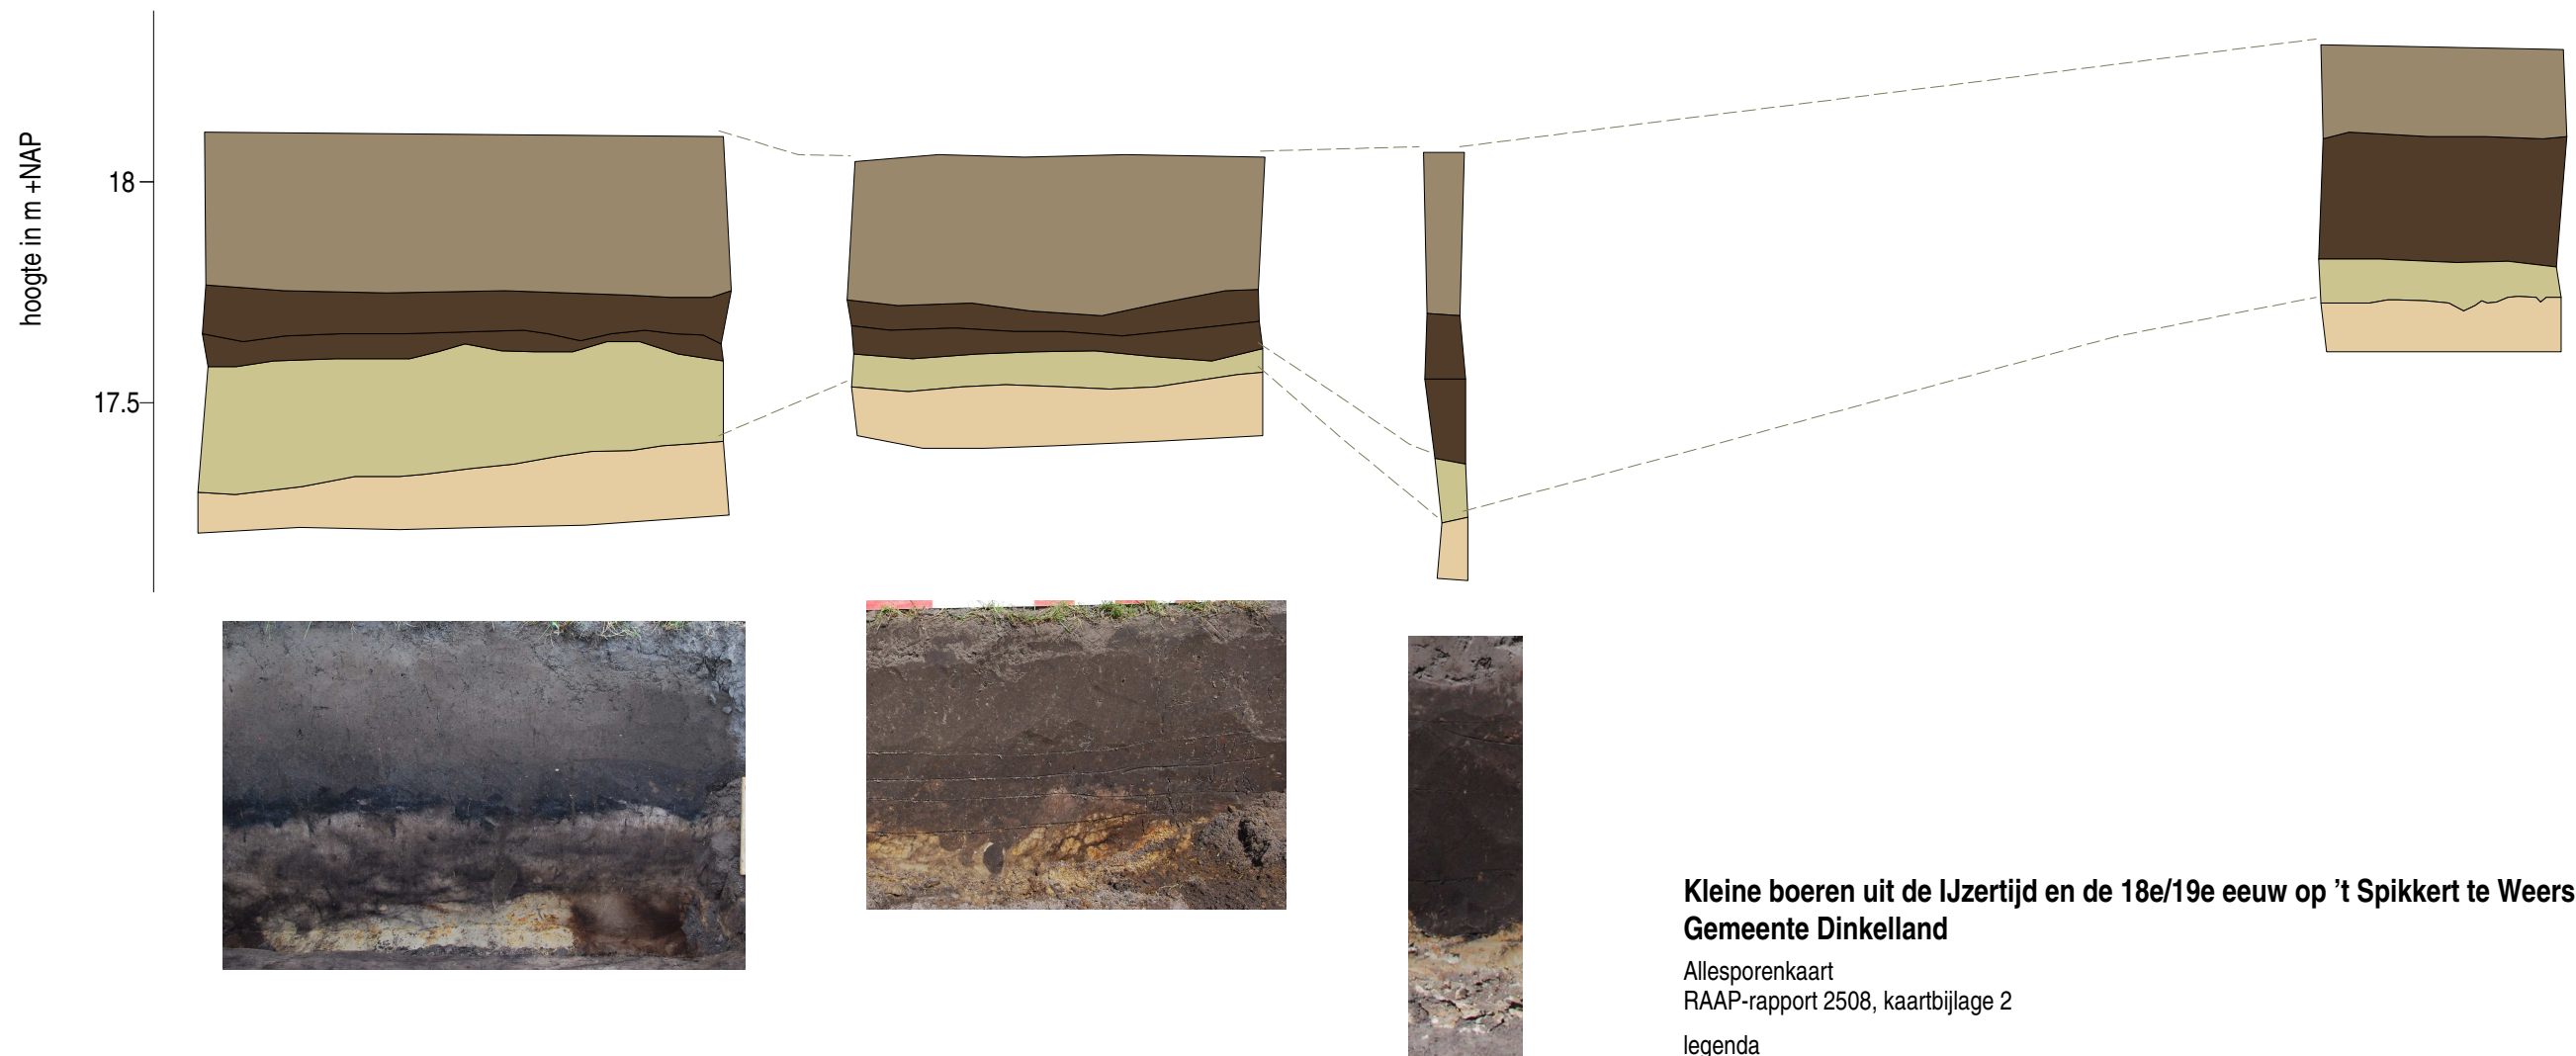 hoogte in m +NAP
18
17.5
Kleine boeren uit de IJzertijd en de 18e/19e eeuw op ’t Spikkert te Weers
Gemeente Dinkelland
Allesporenkaart
RAAP-rapport 2508, kaartbijlage 2
legenda